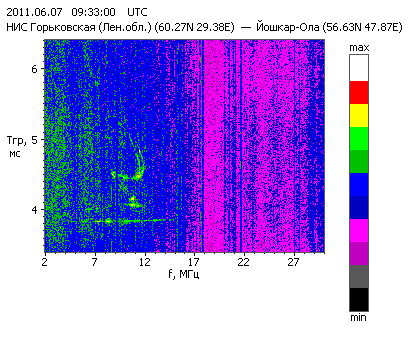 2011.06.07 09:33:00 UTC
НИС Горьковская (Лен.обл.) (60.27N 29.38E) — Йошкар-Ола (56.63N 47.87E)
max
6
5
Тгр,
мс
4
2 7 12 17 22 27
f, МГц
min